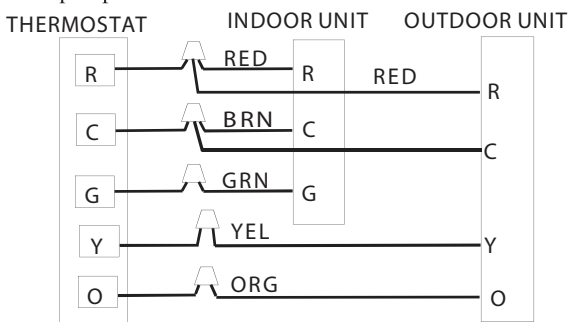 THERMOSTAT INDOOR UNIT OUTDOOR UNIT
R RED R RED R
C BRN C C
G GRN G
Y YEL Y
O ORG O